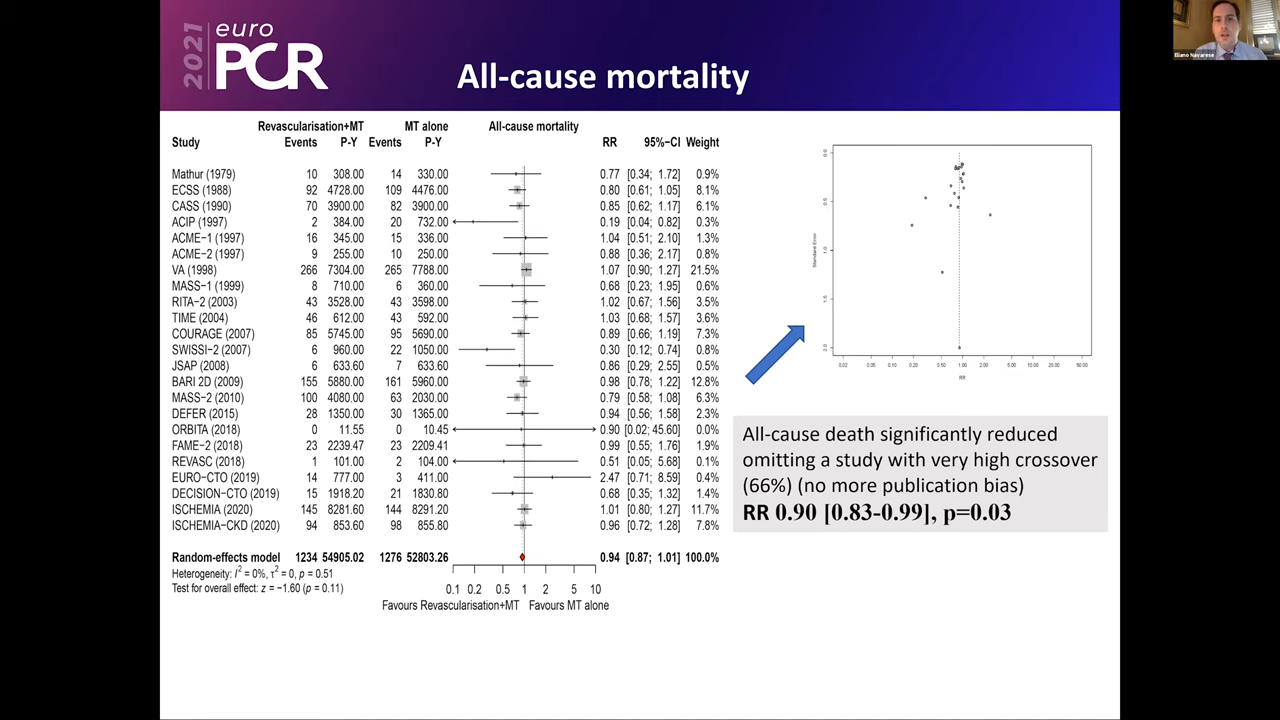 2021
euro
PCR
All-cause mortality
Eliano Navarese
Revascularisation+MT MT alone All-cause mortality
Study Events P-Y Events P-Y RR 95%-CI Weight
Mathur (1979) 10 308.00 14 330.00 0.77 [0.34; 1.72] 0.9%
ECSS (1988) 92 4728.00 109 4476.00 0.80 [0.61; 1.05] 8.1%
CASS (1990) 70 3900.00 82 3900.00 0.85 [0.62; 1.17] 6.1%
ACIP (1997) 2 384.00 20 732.00 0.19 [0.04; 0.82] 0.3%
ACME-1 (1997) 16 345.00 15 336.00 1.04 [0.51; 2.10] 1.3%
ACME-2 (1997) 9 255.00 10 250.00 0.88 [0.36; 2.17] 0.8%
VA (1998) 266 7304.00 265 7788.00 1.07 [0.90; 1.27] 21.5%
MASS-1 (1999) 8 710.00 6 360.00 0.68 [0.23; 1.95] 0.6%
RITA-2 (2003) 43 3528.00 43 3598.00 1.02 [0.67; 1.56] 3.5%
TIME (2004) 46 612.00 43 592.00 1.03 [0.68; 1.57] 3.6%
COURAGE (2007) 85 5745.00 95 5690.00 0.89 [0.66; 1.19] 7.3%
SWISSI-2 (2007) 6 960.00 22 1050.00 0.30 [0.12; 0.74] 0.8%
JSAP (2008) 6 633.60 7 633.60 0.86 [0.29; 2.55] 0.5%
BARI 2D (2009) 155 5880.00 161 5960.00 0.98 [0.78; 1.22] 12.8%
MASS-2 (2010) 100 4080.00 63 2030.00 0.79 [0.58; 1.08] 6.3%
DEFER (2015) 28 1350.00 30 1365.00 0.94 [0.56; 1.58] 2.3%
ORBITA (2018) 0 11.55 0 10.45 0.90 [0.02; 45.60] 0.0%
FAME-2 (2018) 23 2239.47 23 2209.41 0.99 [0.55; 1.76] 1.9%
REVASC (2018) 1 101.00 2 104.00 0.51 [0.05; 5.68] 0.1%
EURO-CTO (2019) 14 777.00 3 411.00 2.47 [0.71; 8.59] 0.4%
DECISION-CTO (2019) 15 1918.20 21 1830.80 0.68 [0.35; 1.32] 1.4%
ISCHEMIA (2020) 145 8281.60 144 8291.20 1.01 [0.80; 1.27] 11.7%
ISCHEMIA-CKD (2020) 94 853.60 98 855.80 0.96 [0.72; 1.28] 7.8%
Random-effects model 1234 54905.02 1276 52803.26 0.94 [0.87; 1.01] 100.0%
Heterogeneity: I² = 0%, τ² = 0, p = 0.51
Test for overall effect: z = −1.60 (p = 0.11)
0.1 0.2 0.5 1 2 5 10
Favours Revascularisation+MT Favours MT alone
Standard Error
0.0
0.5
1.0
1.5
2.0
0.02 0.05 0.10 0.20 0.50 1.00 2.00 5.00 10.00 20.00 50.00
RR
All-cause death significantly reduced
omitting a study with very high crossover
(66%) (no more publication bias)
RR 0.90 [0.83-0.99], p=0.03